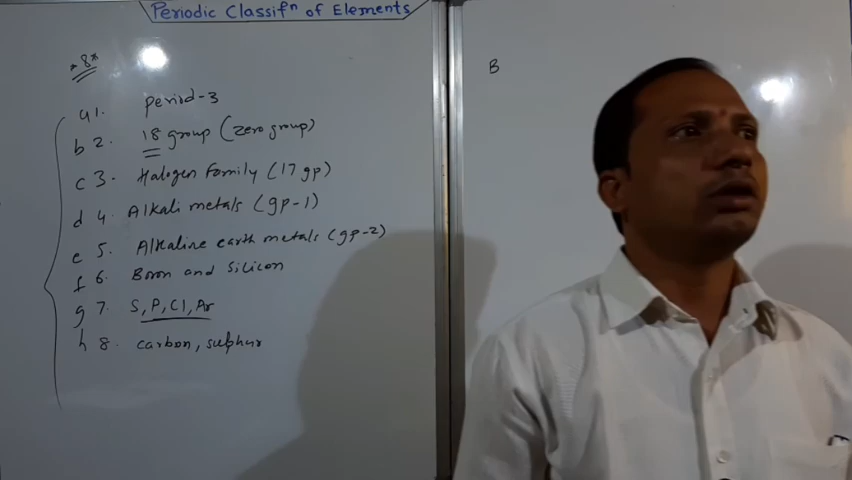 Periodic Classifⁿ of Elements
*8*
a 1. period-3
b 2. 18 group (zero group)
c 3. Halogen family (17 gp)
d 4. Alkali metals (gp-1)
e 5. Alkaline earth metals (gp-2)
f 6. Boron and silicon
g 7. S, P, Cl, Ar
h 8. carbon, sulphur
B